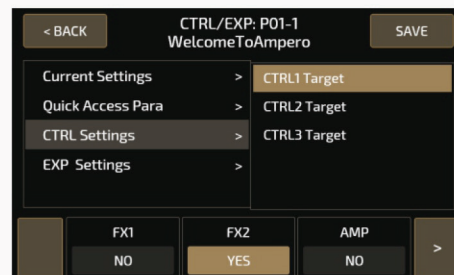 < BACK
CTRL/EXP: P01-1
WelcomeToAmpero
SAVE
Current Settings >
Quick Access Para >
CTRL Settings >
EXP Settings >
CTRL1 Target
CTRL2 Target
CTRL3 Target
FX1 FX2 AMP
NO YES NO >